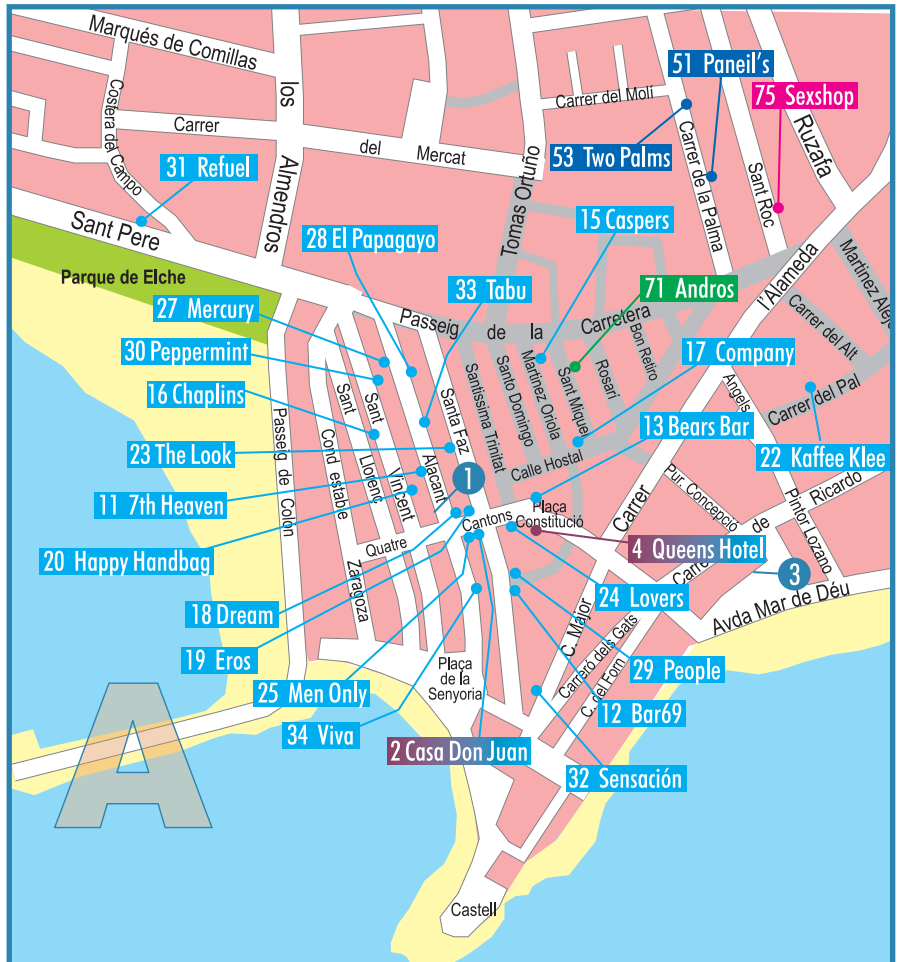 Marqués de Comillas
los
Almendros
Costera del Campo
Carrer
del
Mercat
Carrer del Molí
51 Paneil's
75 Sexshop
53 Two Palms
Carrer de la Palma
Sant Roc
Ruzafa
31 Refuel
Sant Pere
Parque de Elche
Tomas Ortuño
28 El Papagayo
15 Caspers
33 Tabu
71 Andros
27 Mercury
30 Peppermint
16 Chaplins
23 The Look
11 7th Heaven
20 Happy Handbag
18 Dream
19 Eros
25 Men Only
34 Viva
2 Casa Don Juan
Passeig
de
la
Carretera
l'Alameda
Martinez Alej
Carrer del Alt
Carrer del Pal
17 Company
13 Bears Bar
22 Kaffee Klee
Santissima Trinitat
Santo Domingo
Martinez Oriola
Sant Miquel
Rosarí
Bon Retiro
Calle Hostal
Angels
Santa Faz
Alacant
Sant
Vincent
Sant
Llorenc
Cond estable
Passeig de Colon
Zaragoza
Quatre
Cantons
1
Plaça
Constitució
Carrer
Pur. Concepció
Carrer
de
Ricardo
Pintor Lozano
4 Queens Hotel
3
Avda Mar de Déu
24 Lovers
29 People
12 Bar69
32 Sensación
C. Major
Carreró dels Gats
C. del Forn
Plaça
de la
Senyoria
Castell
A